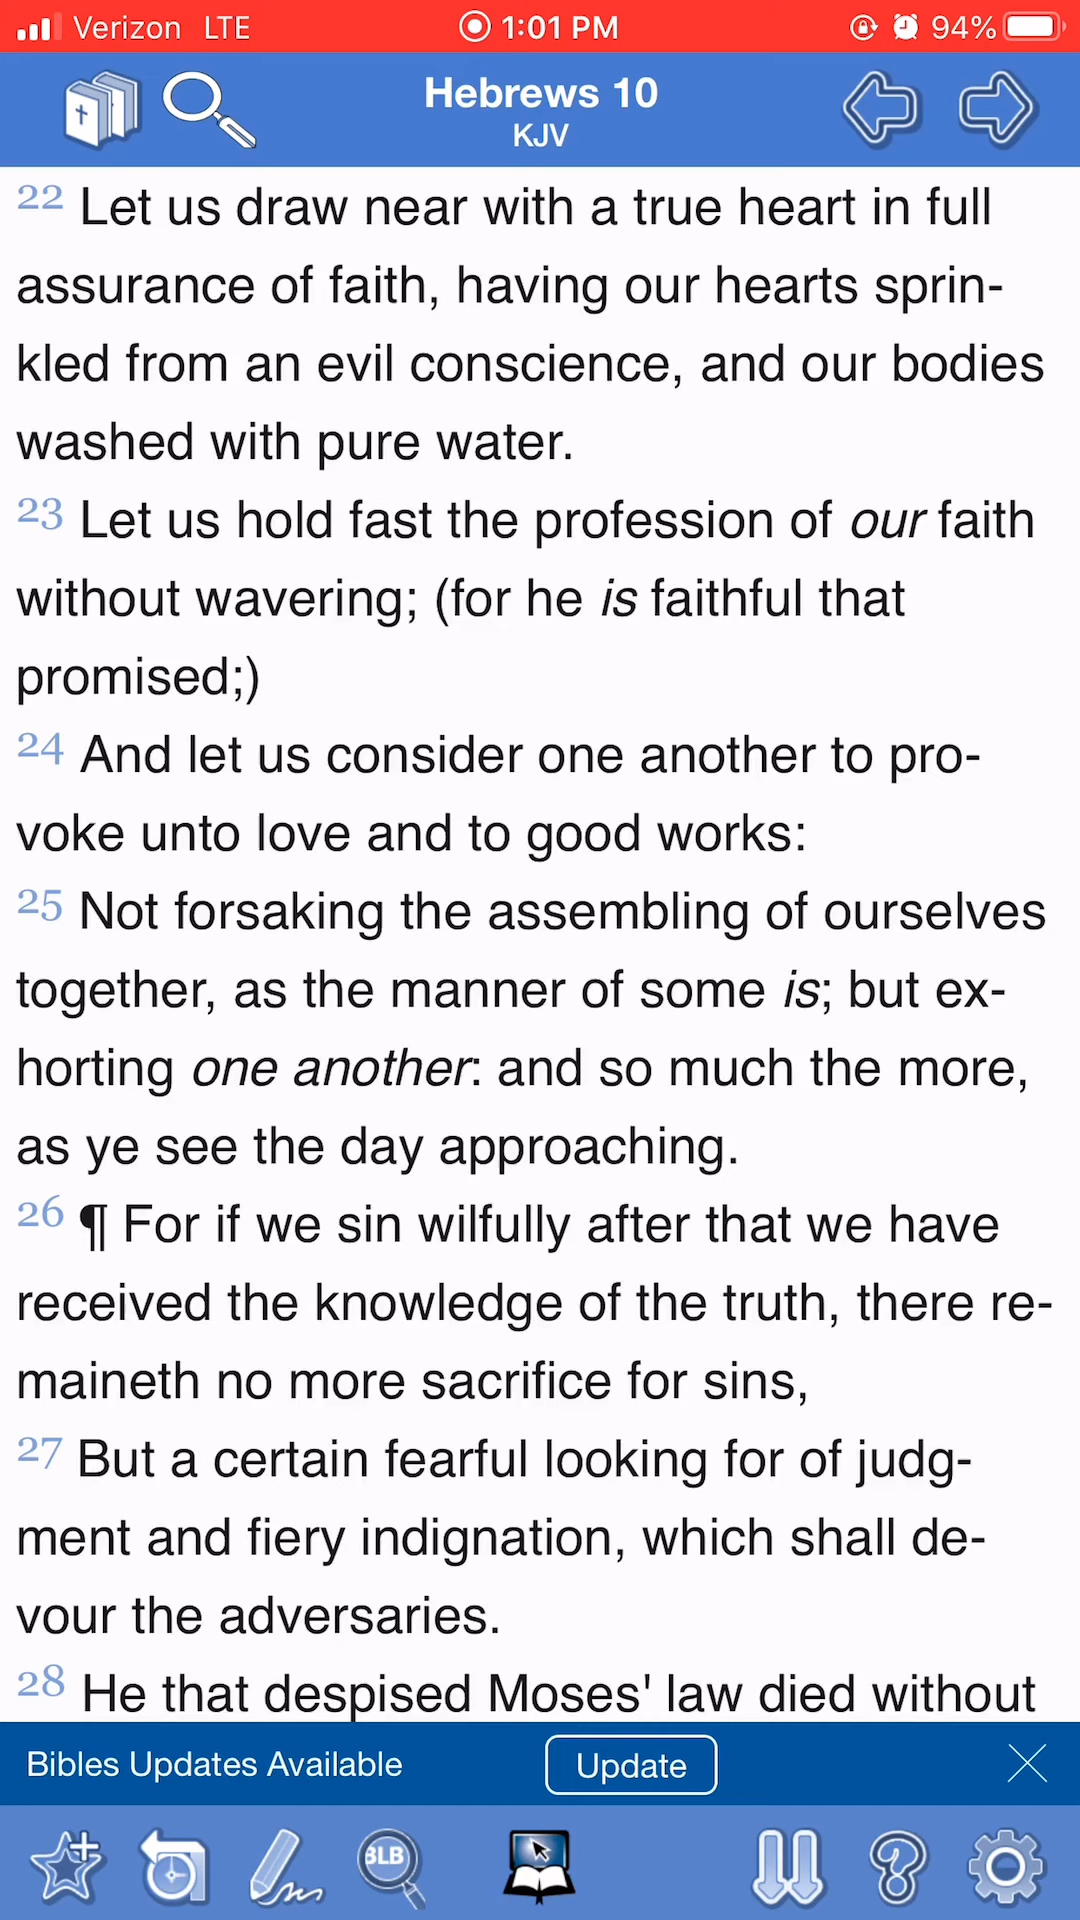 Verizon LTE 1:01 PM 94%
Hebrews 10
KJV
22 Let us draw near with a true heart in full
assurance of faith, having our hearts sprin-
kled from an evil conscience, and our bodies
washed with pure water.
23 Let us hold fast the profession of our faith
without wavering; (for he is faithful that
promised;)
24 And let us consider one another to pro-
voke unto love and to good works:
25 Not forsaking the assembling of ourselves
together, as the manner of some is; but ex-
horting one another: and so much the more,
as ye see the day approaching.
26 ¶ For if we sin wilfully after that we have
received the knowledge of the truth, there re-
maineth no more sacrifice for sins,
27 But a certain fearful looking for of judg-
ment and fiery indignation, which shall de-
vour the adversaries.
28 He that despised Moses' law died without
Bibles Updates Available Update
BLB